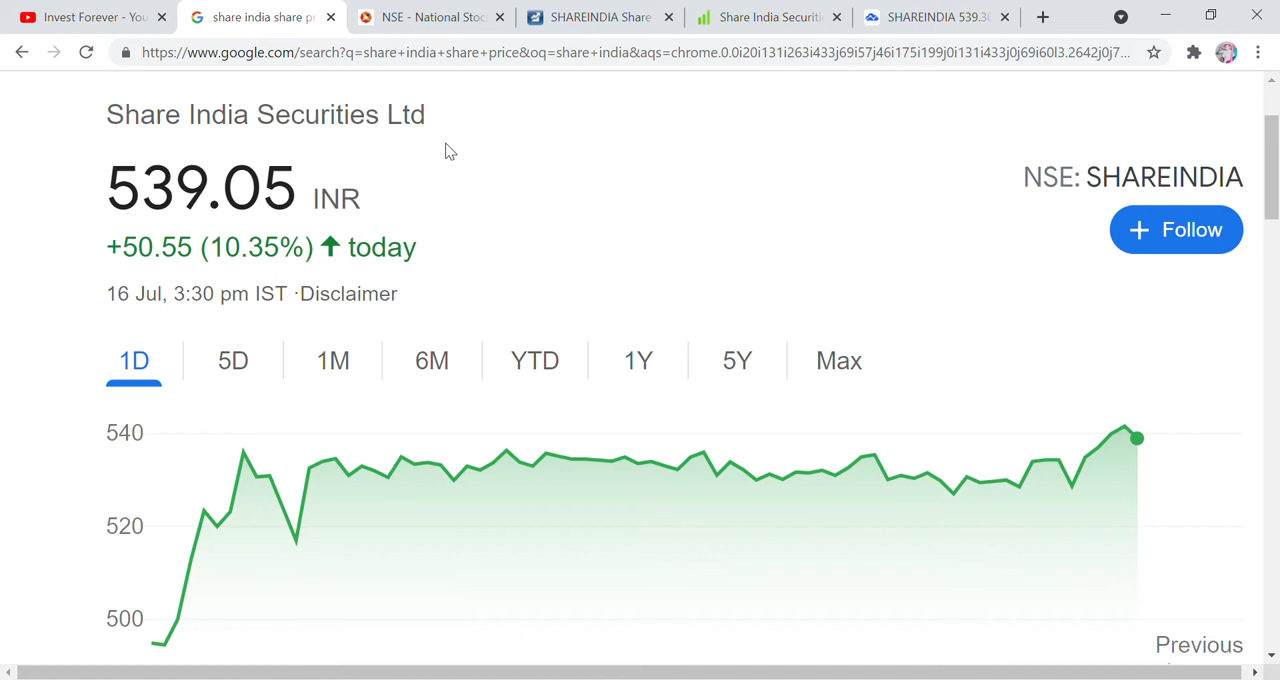 Invest Forever - You
share india share pr
NSE - National Stoc
SHAREINDIA Share
Share India Securiti
SHAREINDIA 539.30
https://www.google.com/search?q=share+india+share+price&oq=share+india&aqs=chrome.0.0i20i131i263i433j69i57j46i175i199j0i131i433j0j69i60l3.2642j0j7...
Share India Securities Ltd
539.05 INR
NSE: SHAREINDIA
+50.55 (10.35%) today
+ Follow
16 Jul, 3:30 pm IST ·Disclaimer
1D 5D 1M 6M YTD 1Y 5Y Max
540
520
500
Previous